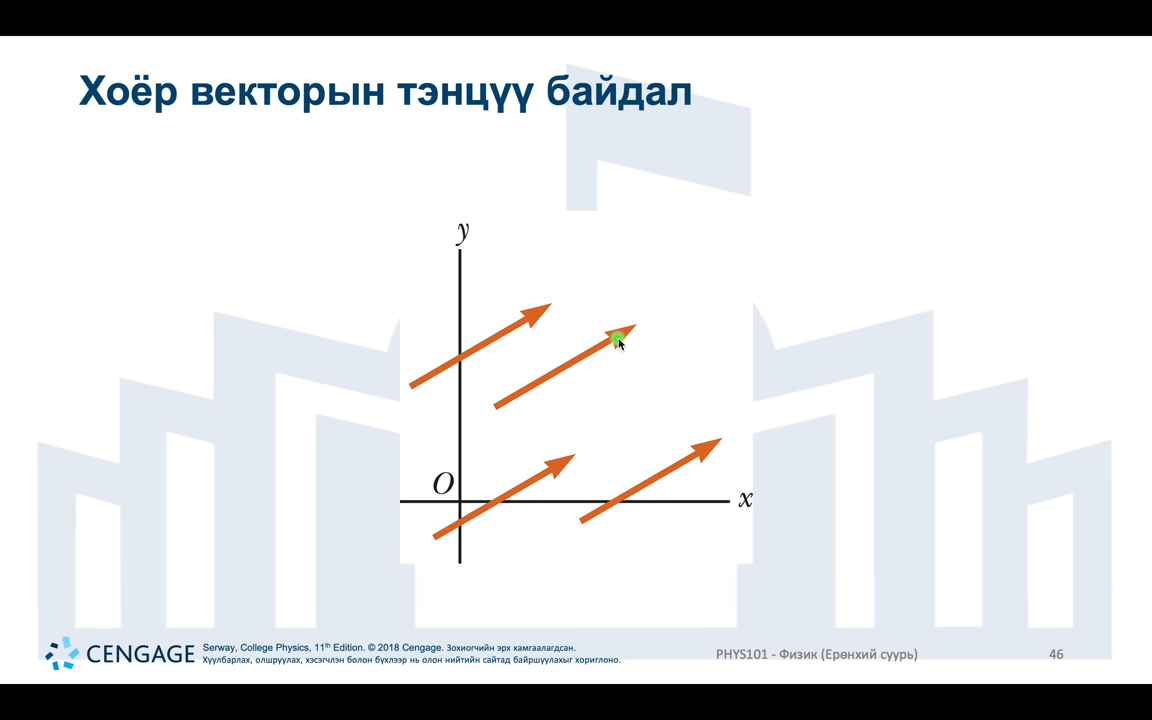 Хоёр векторын тэнцүү байдал
y
O
x
CENGAGE
Serway, College Physics, 11th Edition. © 2018 Cengage. Зохиогчийн эрх хамгаалагдсан.
Хуулбарлах, олшруулах, хэсэгчлэн болон бүхлээр нь олон нийтийн сайтад байршуулахыг хориглоно.
PHYS101 - Физик (Ерөнхий суурь)
46